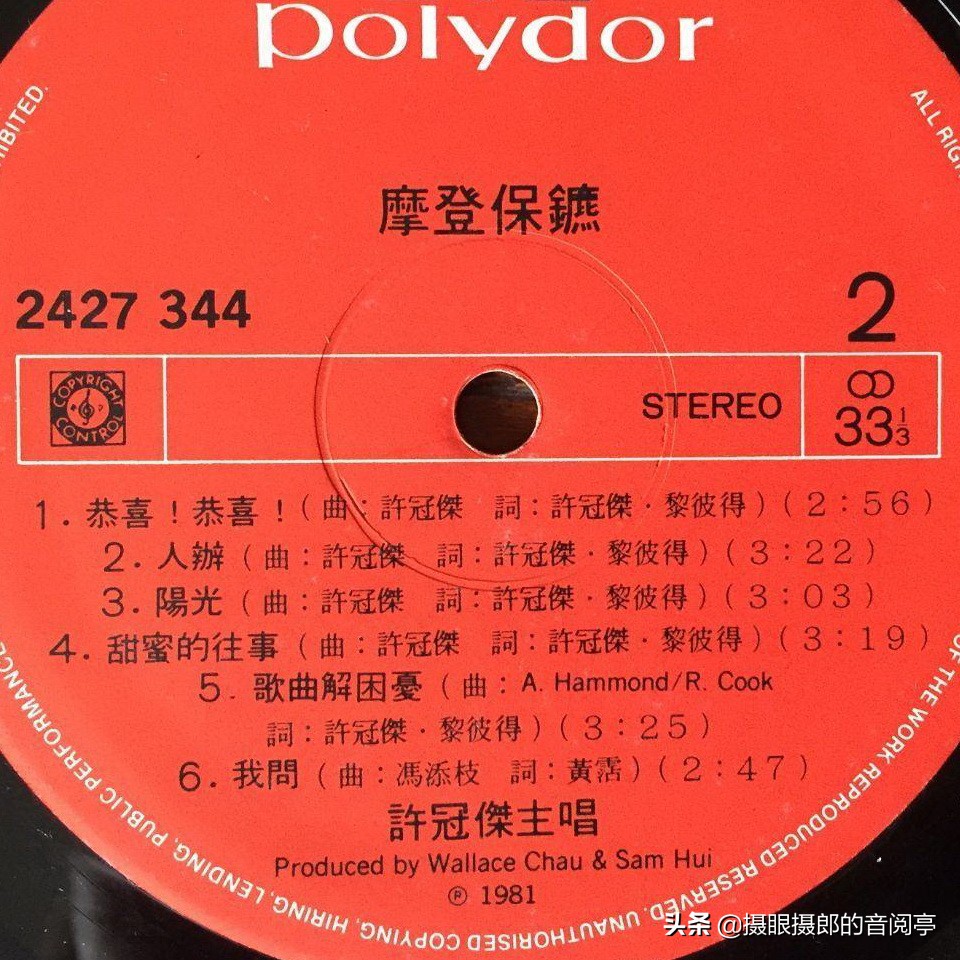 polydor
摩登保鑣
2427 344
2
COPYRIGHT CONTROL
STEREO
33 1/3
1. 恭喜！恭喜！（曲：許冠傑 詞：許冠傑·黎彼得）（2：56）
2. 人辦（曲：許冠傑 詞：許冠傑·黎彼得）（3：22）
3. 陽光（曲：許冠傑 詞：許冠傑·黎彼得）（3：03）
4. 甜蜜的往事（曲：許冠傑 詞：許冠傑·黎彼得）（3：19）
5. 歌曲解困憂（曲：A. Hammond/R. Cook
詞：許冠傑·黎彼得）（3：25）
6. 我問（曲：馮添枝 詞：黃霑）（2：47）
許冠傑主唱
Produced by Wallace Chau & Sam Hui
℗ 1981
ALL RIGH
OF THE WORK REPRODUCED RESERVED. UNAUTHORISED COPYING, HIRING, LENDING, PUBLIC PERFORMANCE
HIBITED.
头条 @摄眼摄郎的音阅亭